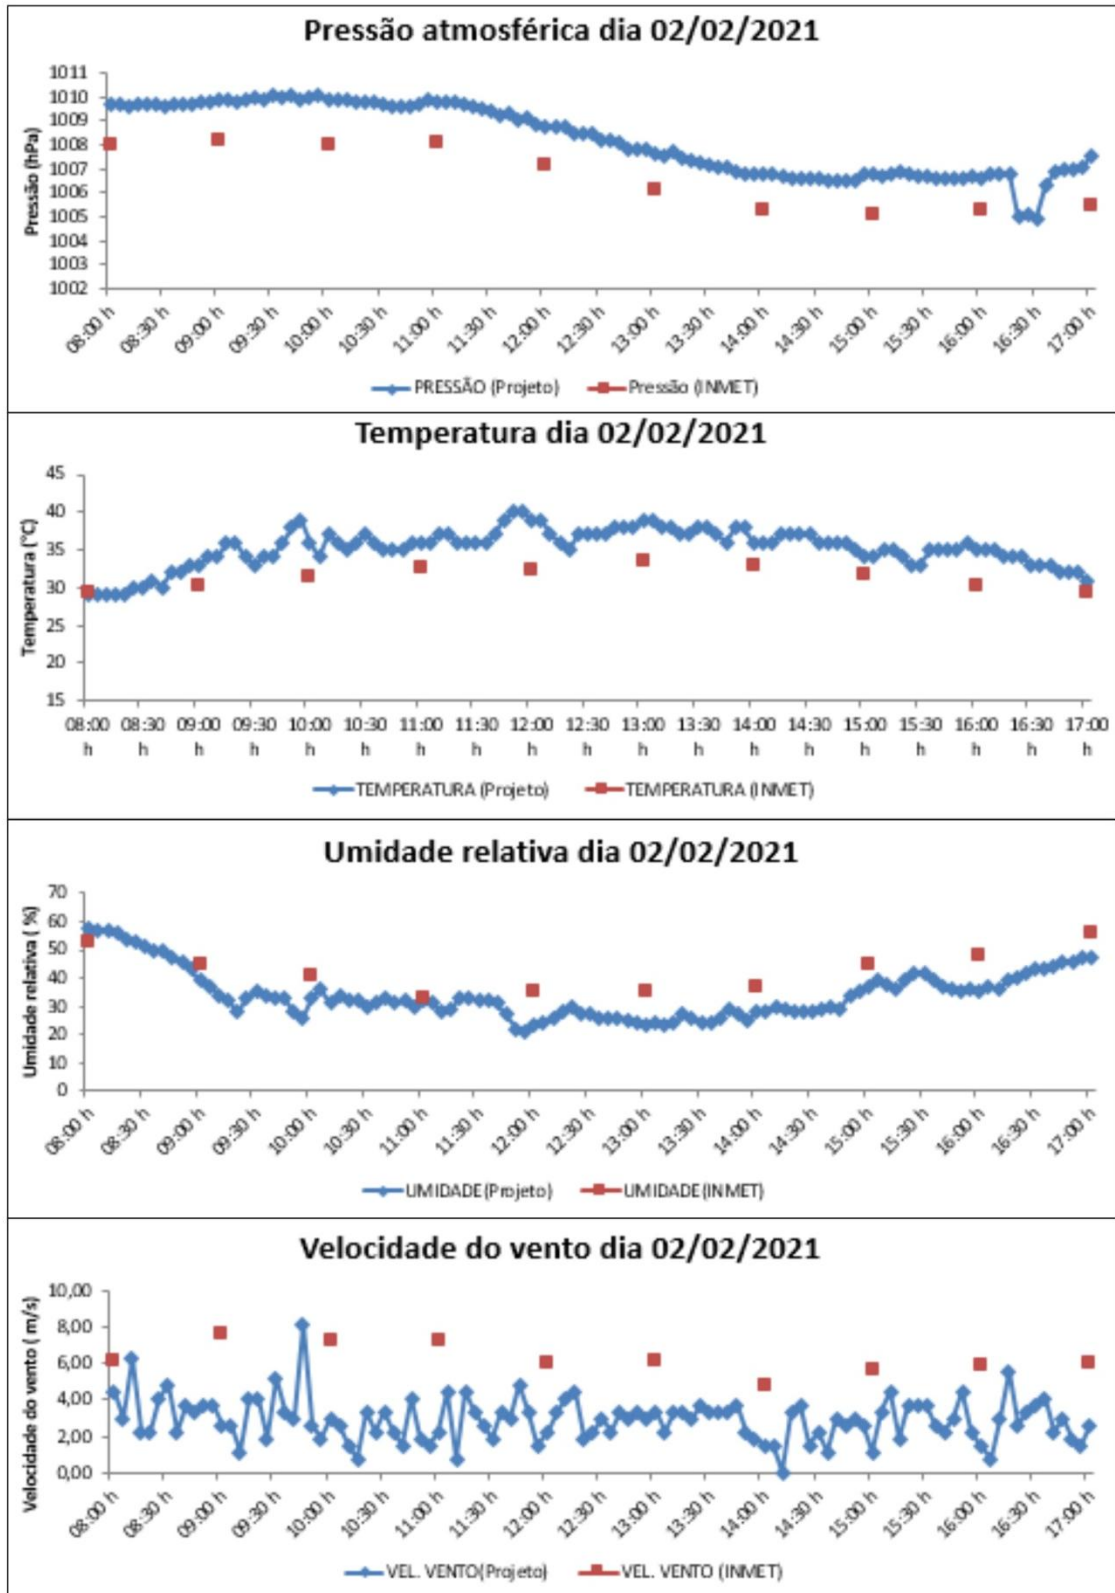 Pressão atmosférica dia 02/02/2021
Pressão (hPa)
1011
1010
1009
1008
1007
1006
1005
1004
1003
1002
08:00 h
08:30 h
09:00 h
09:30 h
10:00 h
10:30 h
11:00 h
11:30 h
12:00 h
12:30 h
13:00 h
13:30 h
14:00 h
14:30 h
15:00 h
15:30 h
16:00 h
16:30 h
17:00 h
PRESSÃO (Projeto) Pressão (INMET)
Temperatura dia 02/02/2021
Temperatura (°C)
45
40
35
30
25
20
15
08:00 h
08:30 h
09:00 h
09:30 h
10:00 h
10:30 h
11:00 h
11:30 h
12:00 h
12:30 h
13:00 h
13:30 h
14:00 h
14:30 h
15:00 h
15:30 h
16:00 h
16:30 h
17:00 h
TEMPERATURA (Projeto) TEMPERATURA (INMET)
Umidade relativa dia 02/02/2021
Umidade relativa ( %)
70
60
50
40
30
20
10
0
08:00 h
08:30 h
09:00 h
09:30 h
10:00 h
10:30 h
11:00 h
11:30 h
12:00 h
12:30 h
13:00 h
13:30 h
14:00 h
14:30 h
15:00 h
15:30 h
16:00 h
16:30 h
17:00 h
UMIDADE(Projeto) UMIDADE(INMET)
Velocidade do vento dia 02/02/2021
Velocidade do vento ( m/s)
10,00
8,00
6,00
4,00
2,00
0,00
08:00 h
08:30 h
09:00 h
09:30 h
10:00 h
10:30 h
11:00 h
11:30 h
12:00 h
12:30 h
13:00 h
13:30 h
14:00 h
14:30 h
15:00 h
15:30 h
16:00 h
16:30 h
17:00 h
VEL. VENTO(Projeto) VEL. VENTO (INMET)